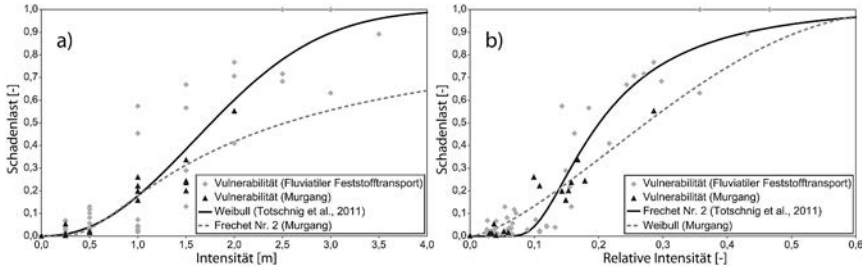 a)
Schadenlast [-]
1,0
0,9
0,8
0,7
0,6
0,5
0,4
0,3
0,2
0,1
0,0
0,0
0,5
1,0
1,5
2,0
2,5
3,0
3,5
4,0
Intensität [m]
Vulnerabilität (Fluviatiler Feststofftransport)
Vulnerabilität (Murgang)
Weibull (Totschnig et al., 2011)
Frechet Nr. 2 (Murgang)
b)
Schadenlast [-]
1,0
0,9
0,8
0,7
0,6
0,5
0,4
0,3
0,2
0,1
0,0
0,0
0,1
0,2
0,3
0,4
0,5
0,6
Relative Intensität [-]
Vulnerabilität (Fluviatiler Feststofftransport)
Vulnerabilität (Murgang)
Frechet Nr. 2 (Totschnig et al., 2011)
Weibull (Murgang)